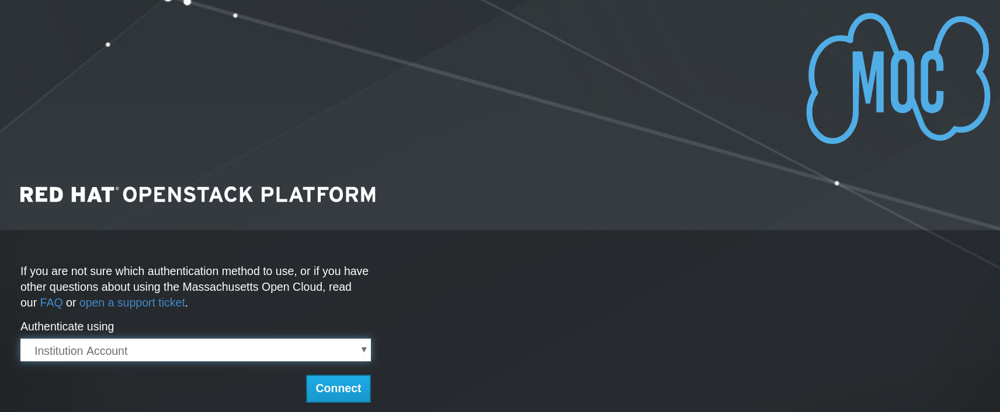 MOC
RED HAT® OPENSTACK PLATFORM
If you are not sure which authentication method to use, or if you have
other questions about using the Massachusetts Open Cloud, read
our FAQ or open a support ticket.
Authenticate using
Institution Account
Connect